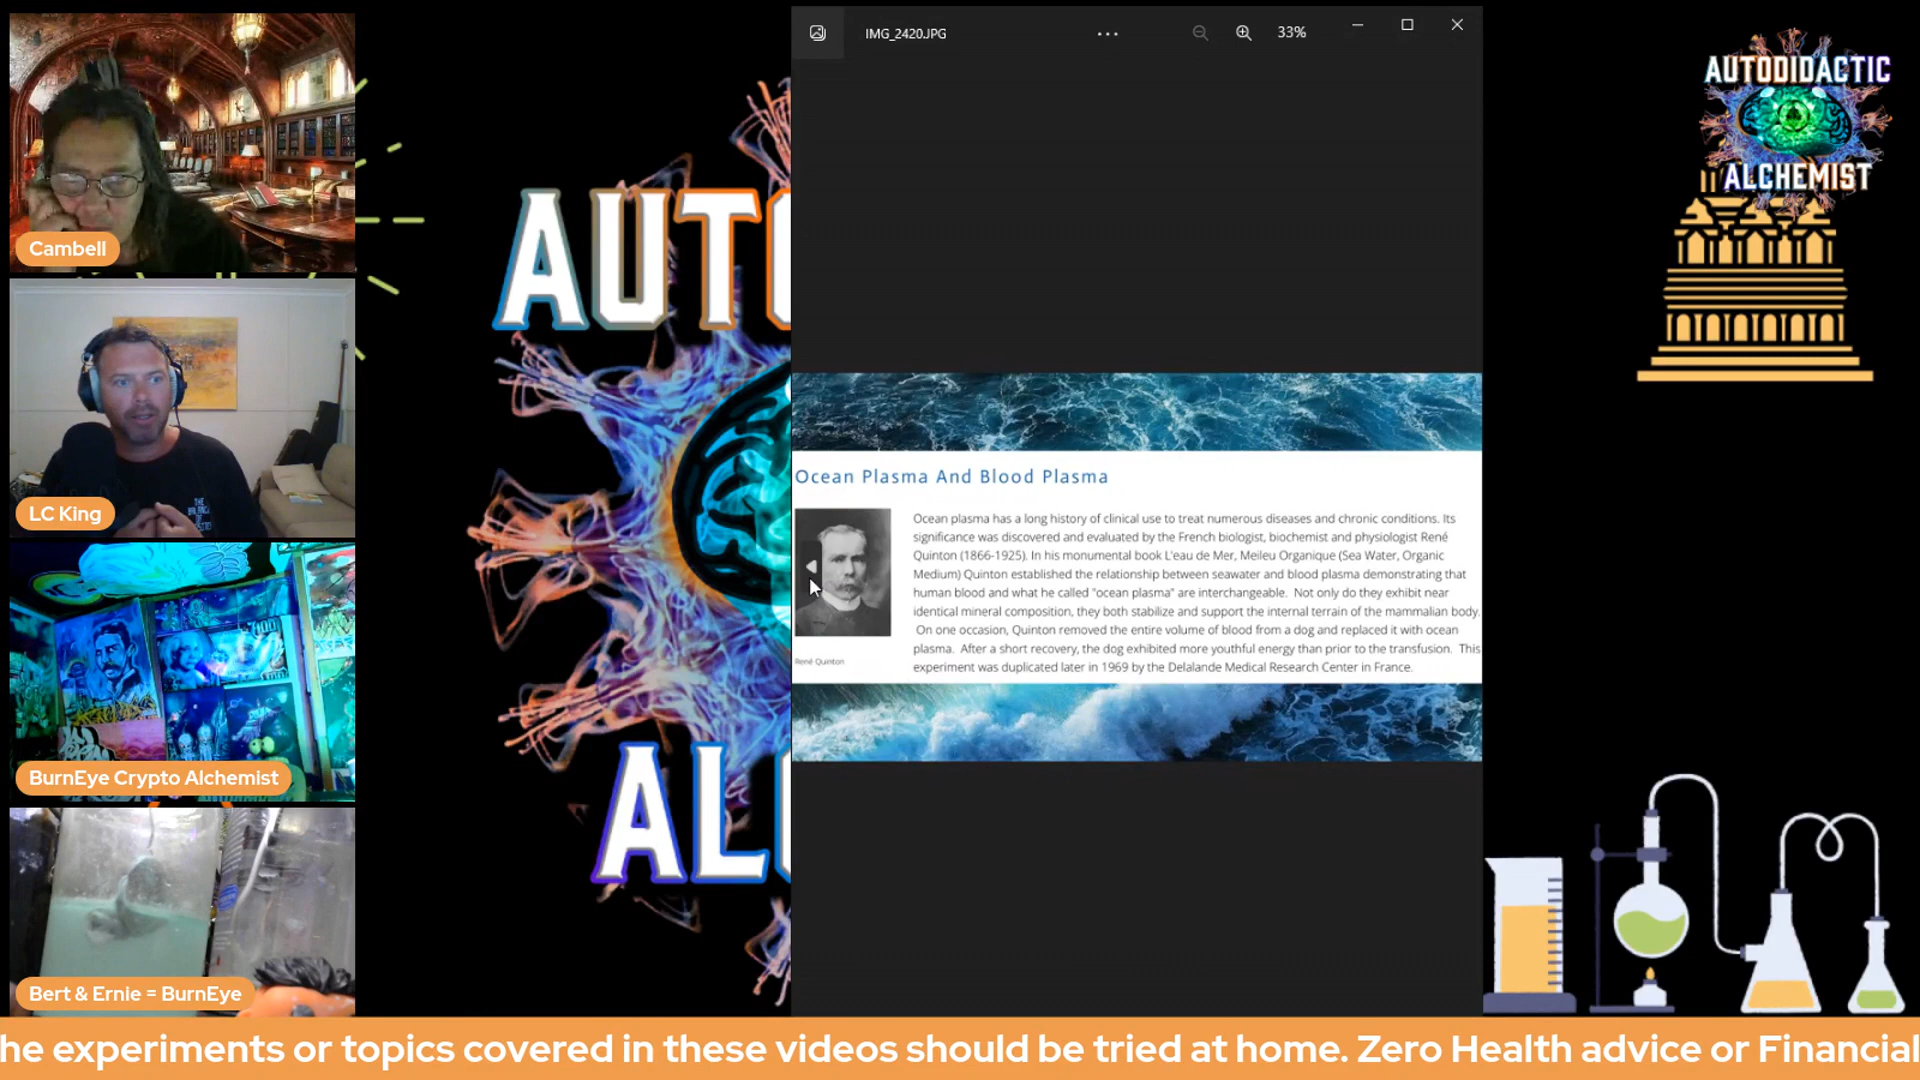 Cambell
LC King
BurnEye Crypto Alchemist
Bert & Ernie = BurnEye
AUTO
AL
IMG_2420.JPG
33%
Ocean Plasma And Blood Plasma
Ocean plasma has a long history of clinical use to treat numerous diseases and chronic conditions. Its
significance was discovered and evaluated by the French biologist, biochemist and physiologist René
Quinton (1866-1925). In his monumental book L'eau de Mer, Meileu Organique (Sea Water, Organic
Medium) Quinton established the relationship between seawater and blood plasma demonstrating that
human blood and what he called "ocean plasma" are interchangeable. Not only do they exhibit near
identical mineral composition, they both stabilize and support the internal terrain of the mammalian body.
On one occasion, Quinton removed the entire volume of blood from a dog and replaced it with ocean
plasma. After a short recovery, the dog exhibited more youthful energy than prior to the transfusion. This
experiment was duplicated later in 1969 by the Delalande Medical Research Center in France.
René Quinton
AUTODIDACTIC
ALCHEMIST
he experiments or topics covered in these videos should be tried at home. Zero Health advice or Financial